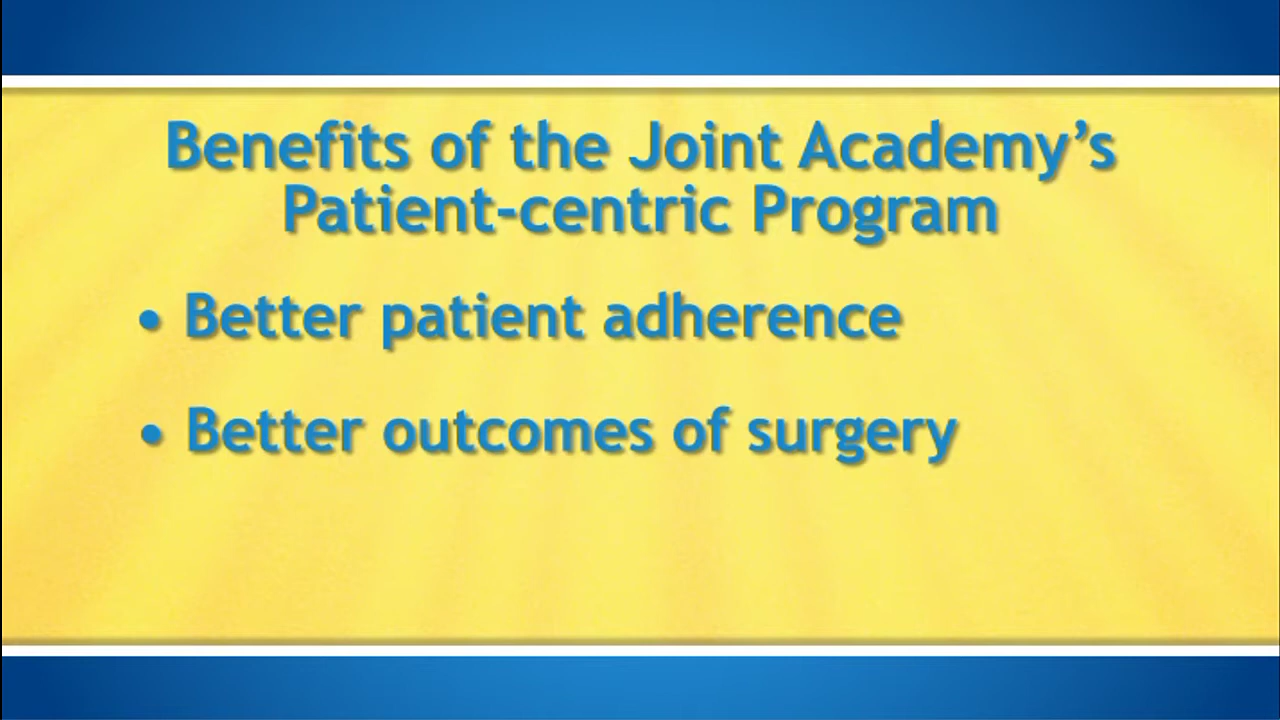 Benefits of the Joint Academy’s
Patient-centric Program
• Better patient adherence
• Better outcomes of surgery